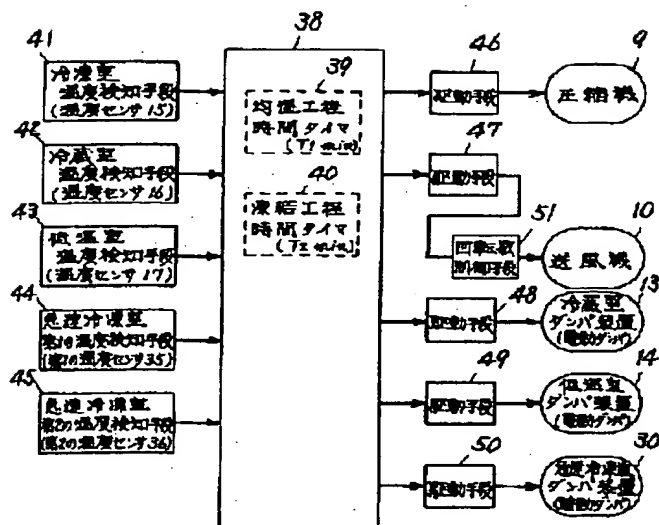 38
41
冷凍室
温度検知手段
(温度センサ15)
42
冷蔵室
温度検知手段
(温度センサ16)
43
低温室
温度検知手段
(温度センサ17)
44
急速冷凍室
第1の温度検知手段
(第1の温度センサ35)
45
急速冷凍室
第2の温度検知手段
(第2の温度センサ36)
39
均温工程
時間タイマ
(T1 min)
40
凍結工程
時間タイマ
(T2 min)
46
駆動手段
9
圧縮機
47
駆動手段
51
回転数
制御手段
10
送風機
48
駆動手段
13
冷蔵室
ダンパ装置
(電動ダンパ)
49
駆動手段
14
低温室
ダンパ装置
(電動ダンパ)
50
駆動手段
30
急速冷凍室
ダンパ装置
(電動ダンパ)